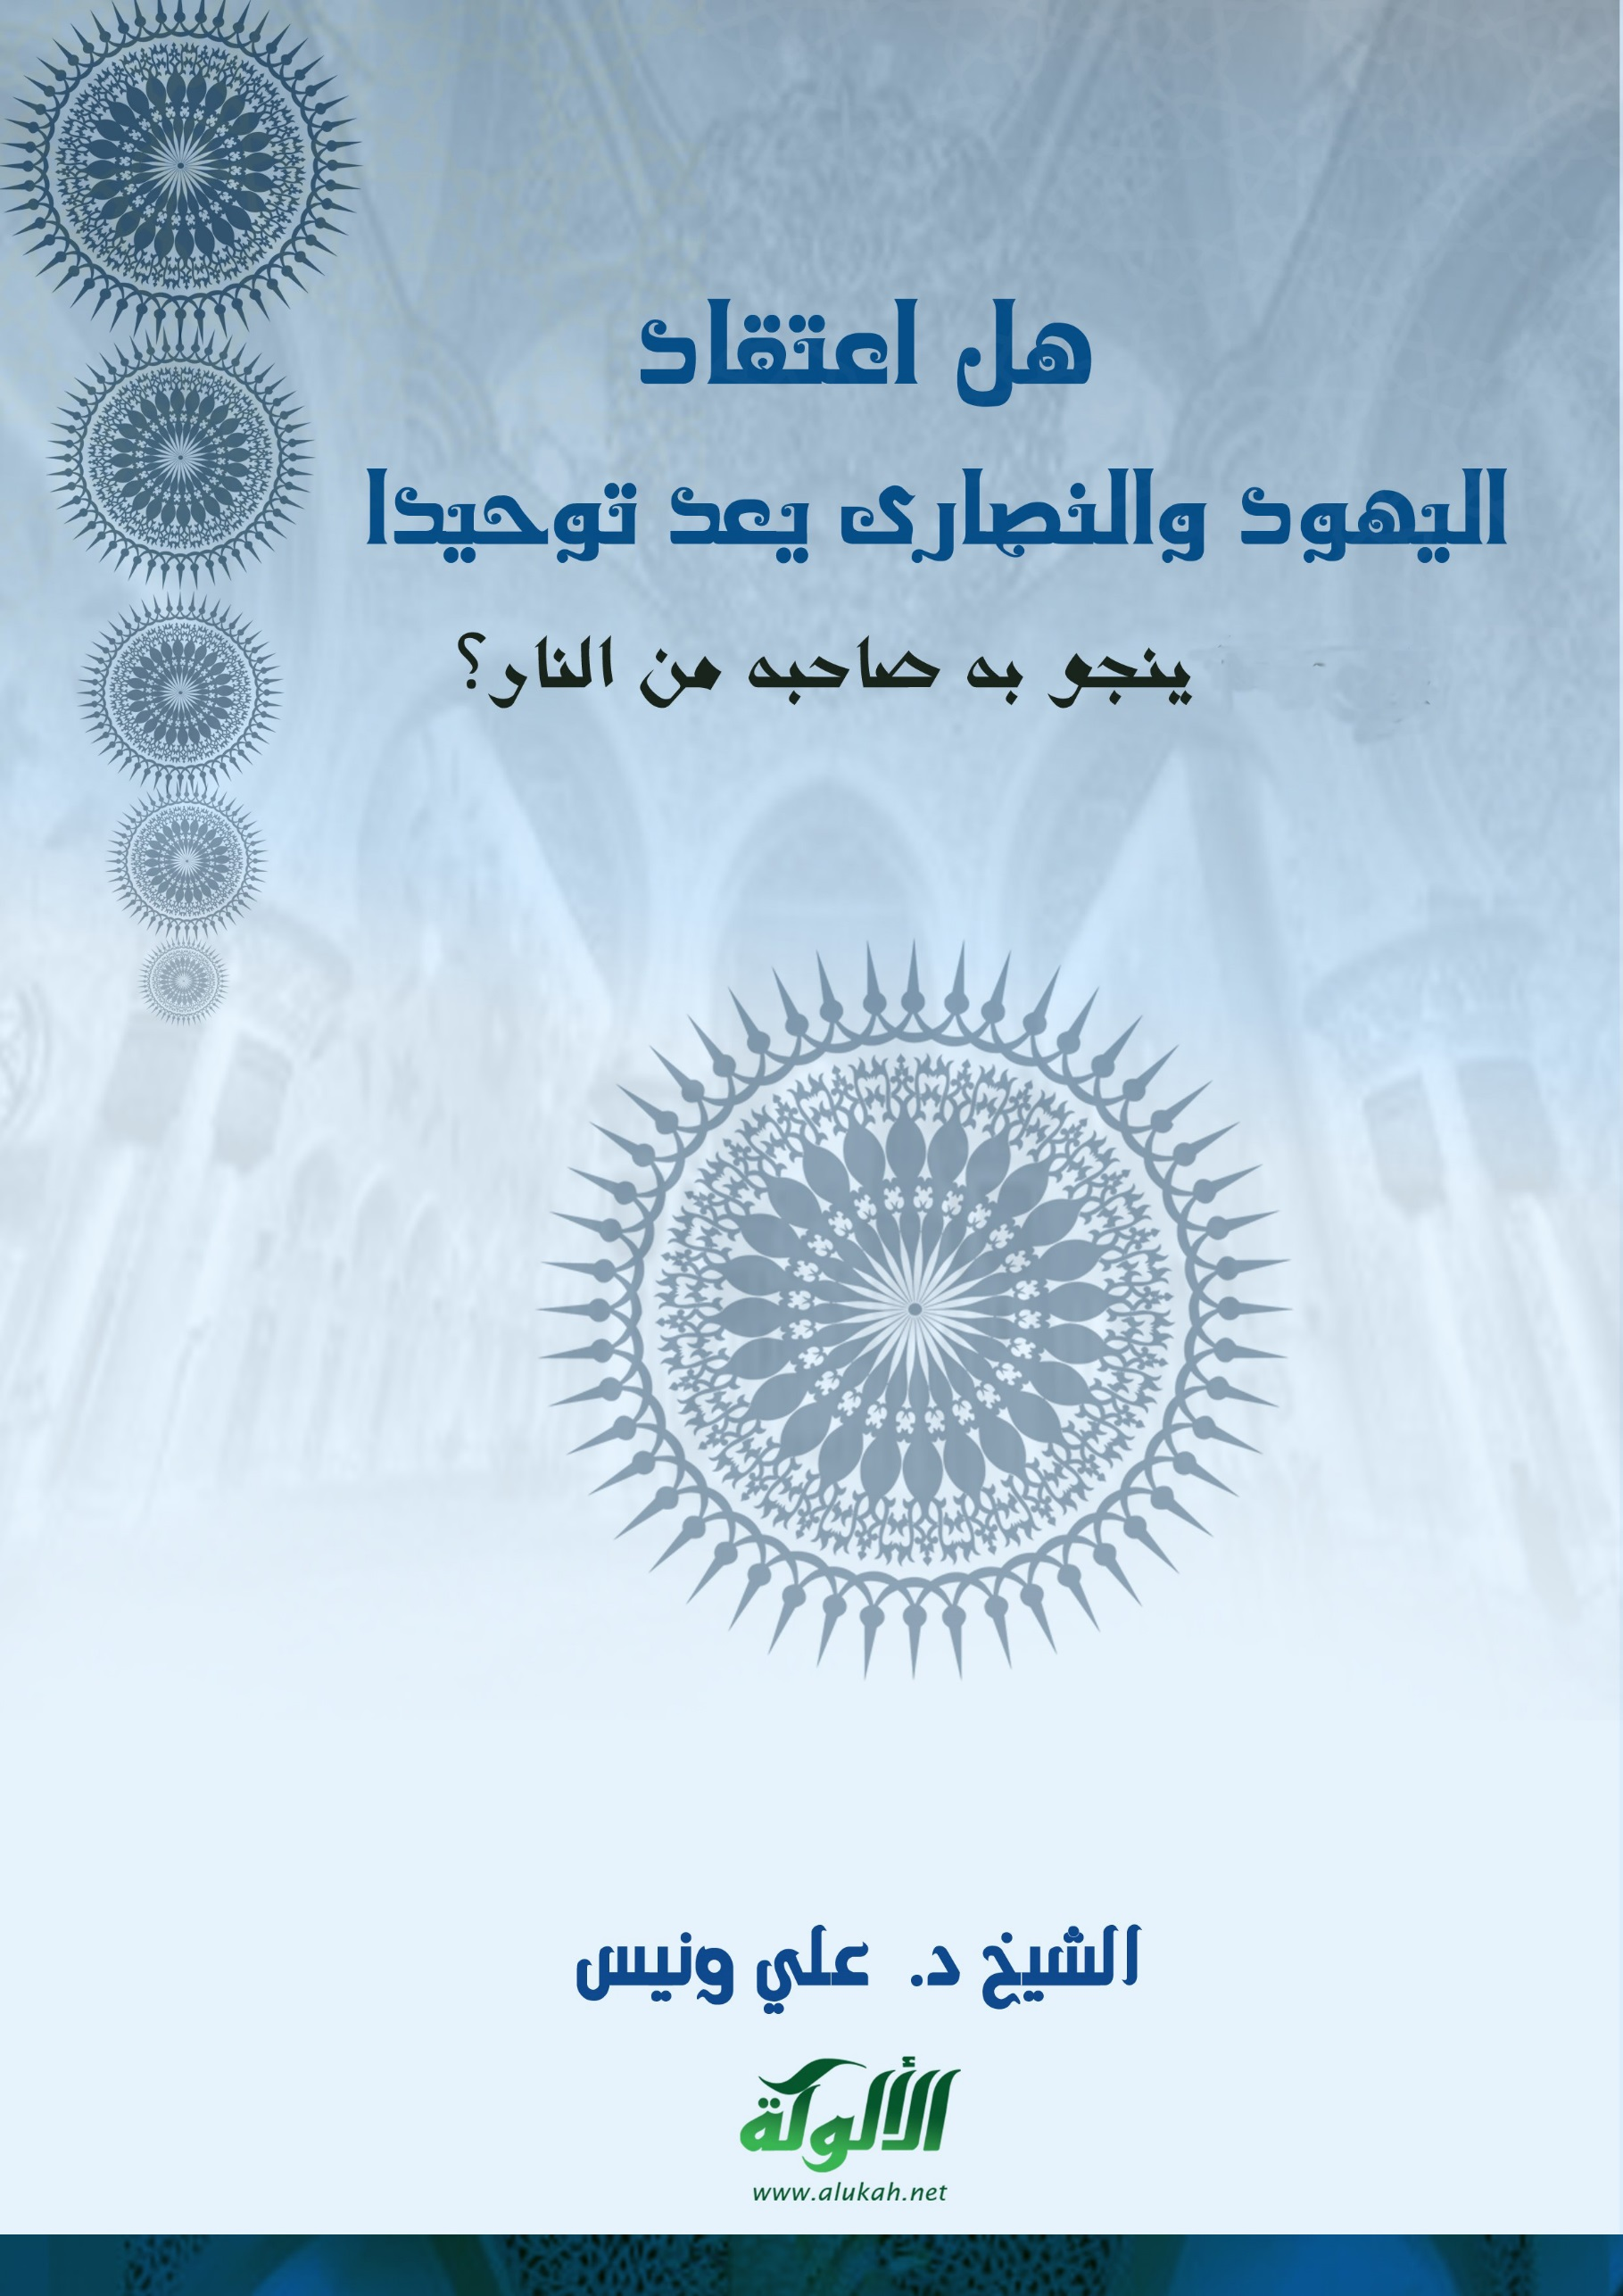 هل اعتقاد
اليهود والنصارى يعد توحيدا
ينجو به صاحبه من النار؟
الشيخ د. علي ونيس
الألوكة
www.alukah.net